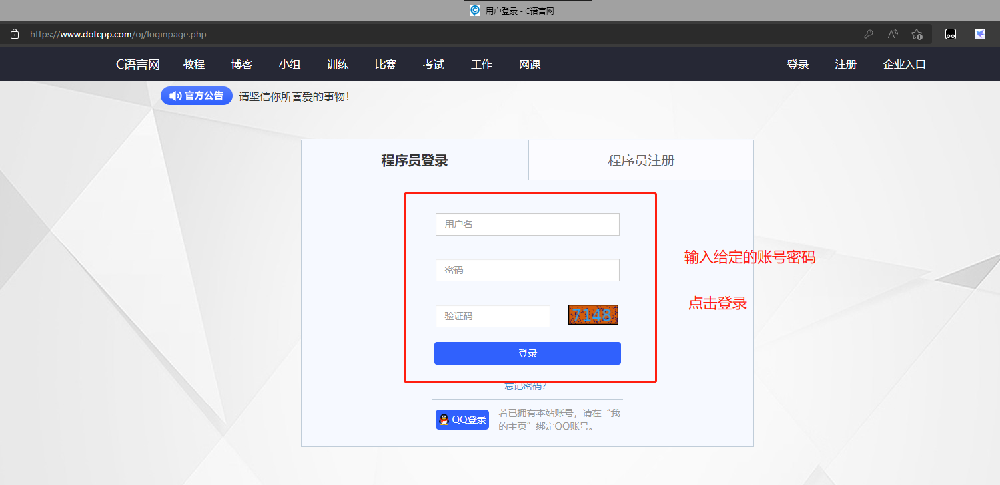 用户登录 - C语言网
https://www.dotcpp.com/oj/loginpage.php
C语言网 教程 博客 小组 训练 比赛 考试 工作 网课 登录 注册 企业入口
官方公告 请坚信你所喜爱的事物！
程序员登录 程序员注册
用户名
输入给定的账号密码
密码
点击登录
验证码 7148
登录
忘记密码?
QQ登录
若已拥有本站账号，请在“我
的主页”绑定QQ账号。